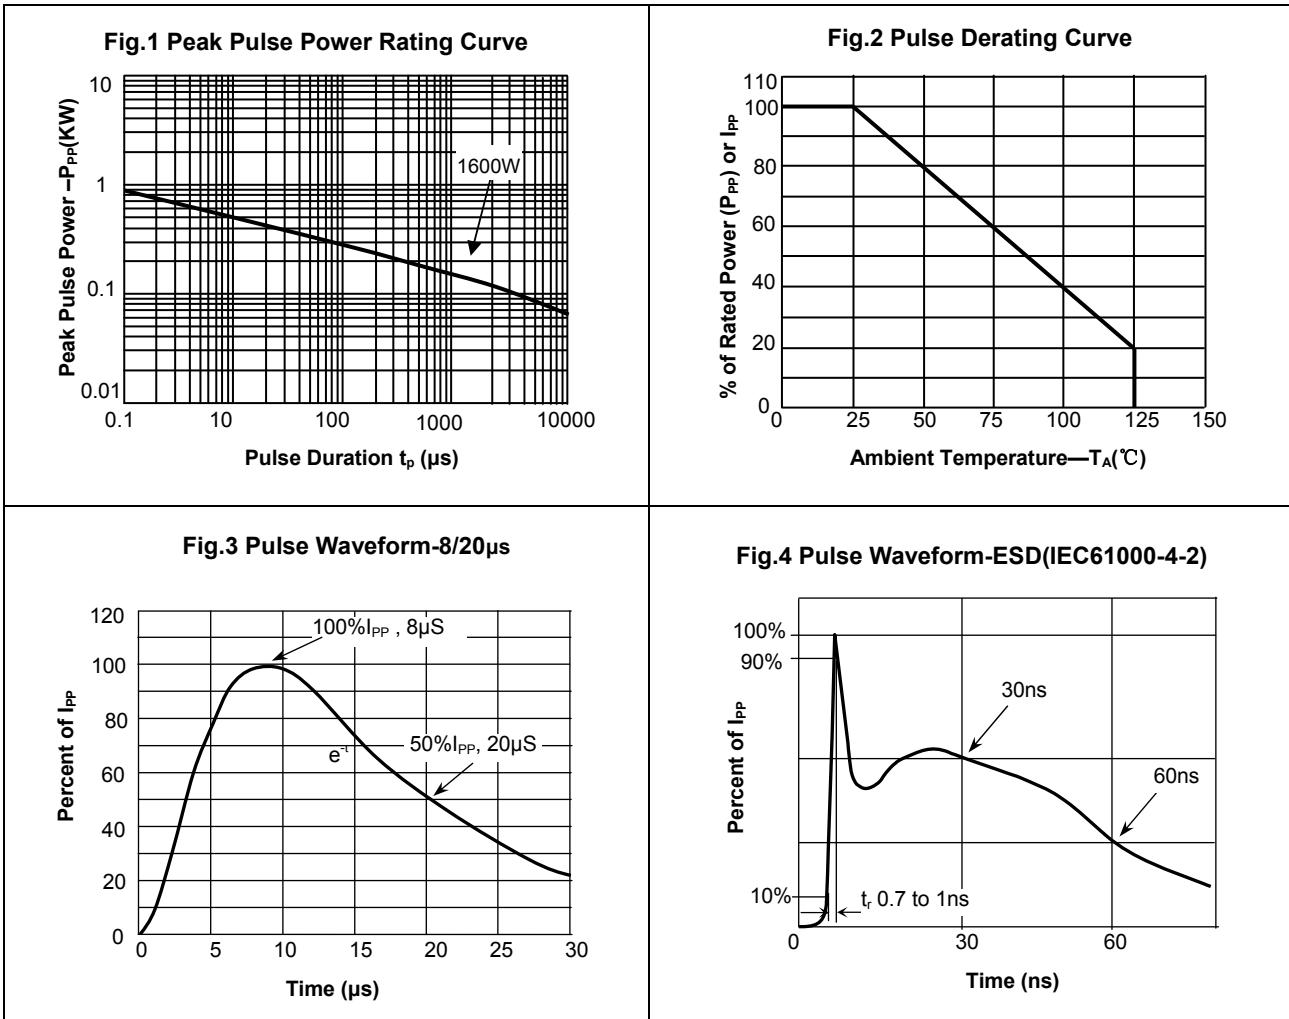 Fig.1 Peak Pulse Power Rating Curve
Peak Pulse Power –PPP(KW)
10
1
0.1
0.01
1600W
0.1 10 100 1000 10000
Pulse Duration tp (µs)
Fig.2 Pulse Derating Curve
% of Rated Power (PPP) or IPP
110
100
80
60
40
20
0
0 25 50 75 100 125 150
Ambient Temperature—TA(℃)
Fig.3 Pulse Waveform-8/20µs
Percent of IPP
120
100
80
60
40
20
0
100%IPP , 8µS
e-t
50%IPP, 20µS
0 5 10 15 20 25 30
Time (µs)
Fig.4 Pulse Waveform-ESD(IEC61000-4-2)
Percent of IPP
100%
90%
10%
30ns
60ns
tr 0.7 to 1ns
0 30 60
Time (ns)